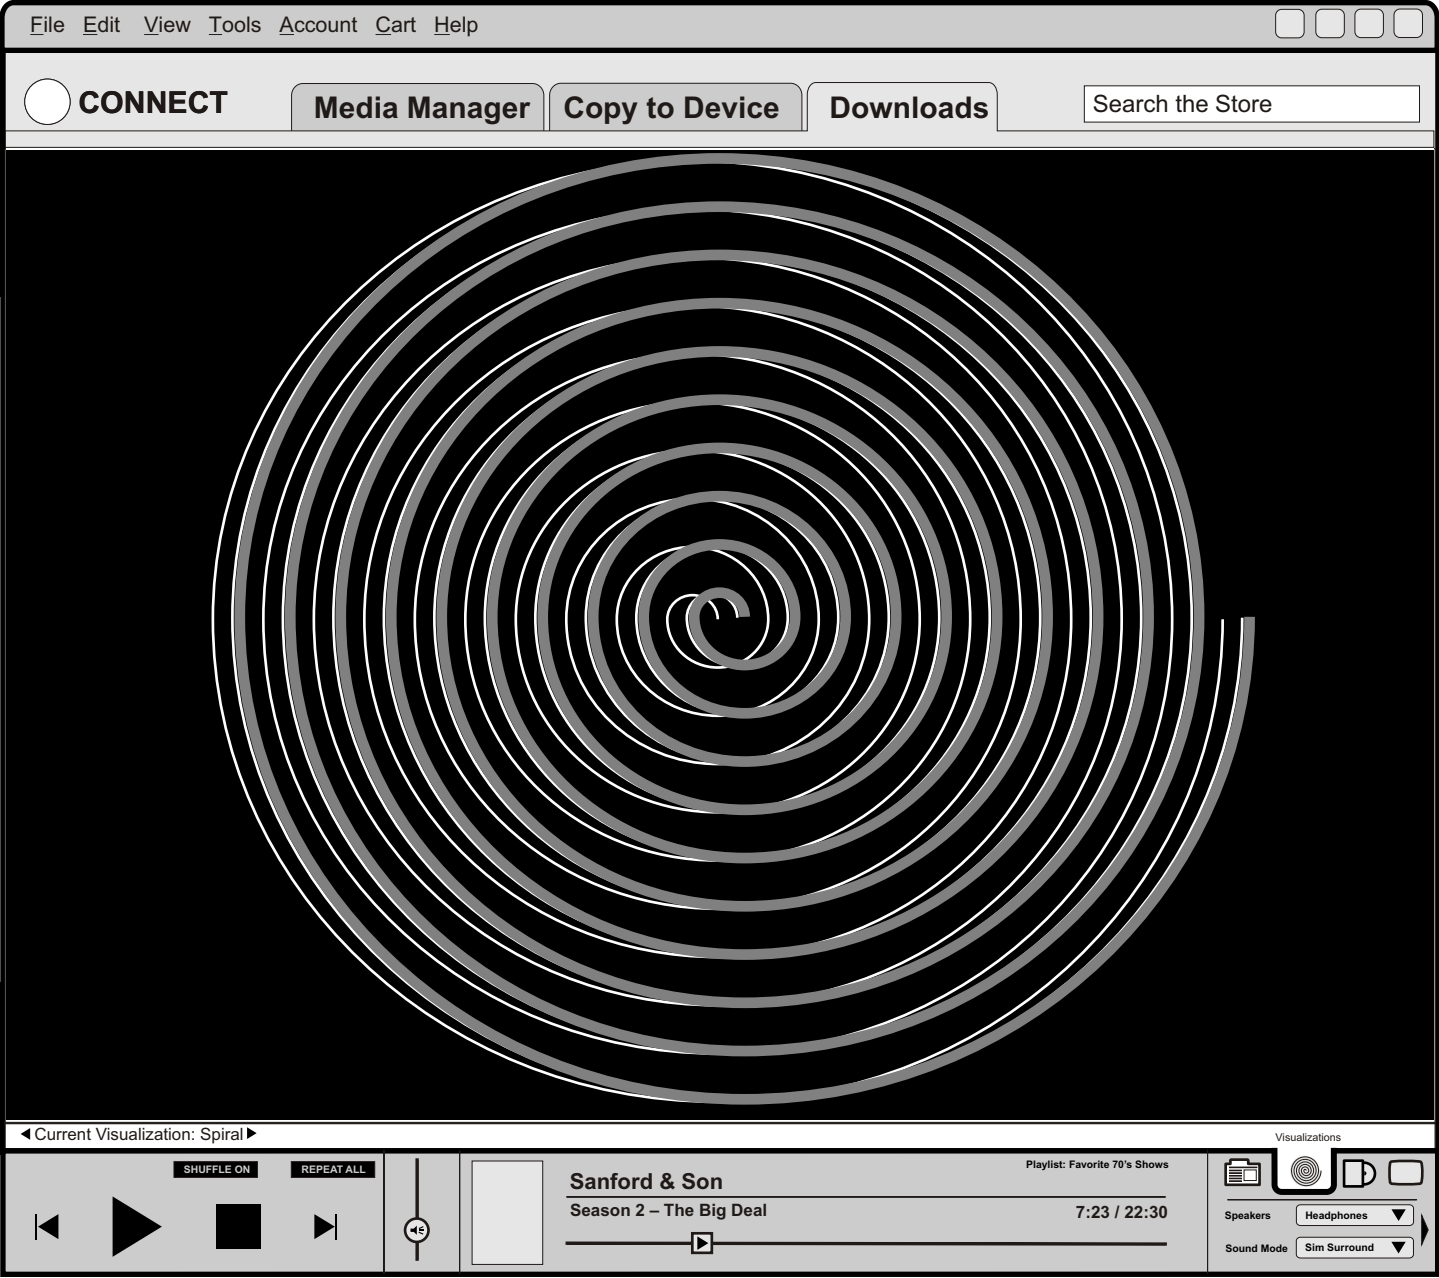 File Edit View Tools Account Cart Help
CONNECT Media Manager Copy to Device Downloads Search the Store
Current Visualization: Spiral
Visualizations
SHUFFLE ON REPEAT ALL
Playlist: Favorite 70's Shows
Sanford & Son
Season 2 – The Big Deal
7:23 / 22:30
Speakers Headphones
Sound Mode Sim Surround